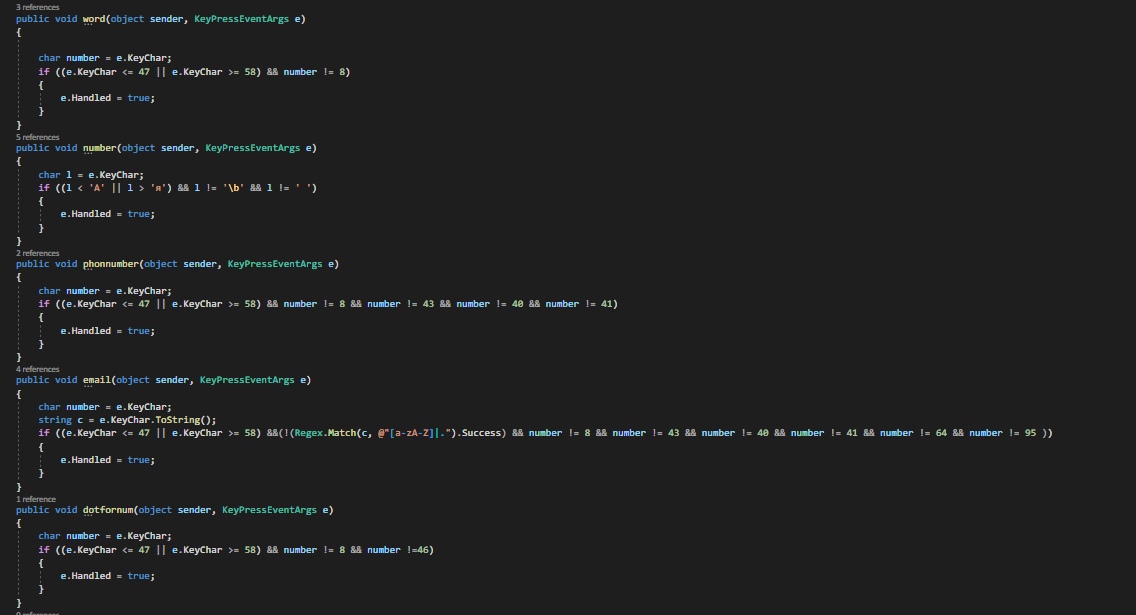 3 references
public void word(object sender, KeyPressEventArgs e)
{
char number = e.KeyChar;
if ((e.KeyChar <= 47 || e.KeyChar >= 58) && number != 8)
{
e.Handled = true;
}
}
5 references
public void number(object sender, KeyPressEventArgs e)
{
char l = e.KeyChar;
if ((l < 'А' || l > 'я') && l != '\b' && l != ' ')
{
e.Handled = true;
}
}
2 references
public void phonnumber(object sender, KeyPressEventArgs e)
{
char number = e.KeyChar;
if ((e.KeyChar <= 47 || e.KeyChar >= 58) && number != 8 && number != 43 && number != 40 && number != 41)
{
e.Handled = true;
}
}
4 references
public void email(object sender, KeyPressEventArgs e)
{
char number = e.KeyChar;
string c = e.KeyChar.ToString();
if ((e.KeyChar <= 47 || e.KeyChar >= 58) &&(!(Regex.Match(c, @"[a-zA-Z]|.").Success) && number != 8 && number != 43 && number != 40 && number != 41 && number != 64 && number != 95 ))
{
e.Handled = true;
}
}
1 reference
public void dotfornum(object sender, KeyPressEventArgs e)
{
char number = e.KeyChar;
if ((e.KeyChar <= 47 || e.KeyChar >= 58) && number != 8 && number !=46)
{
e.Handled = true;
}
}